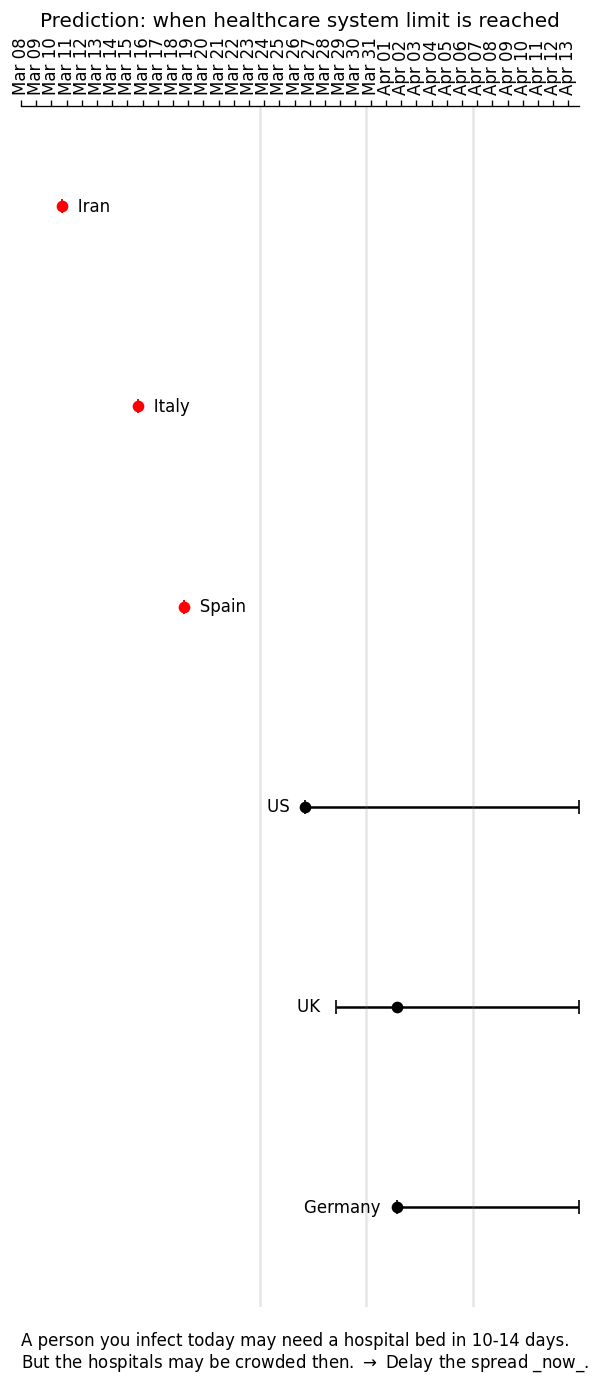 Prediction: when healthcare system limit is reached
Mar 08
Mar 09
Mar 10
Mar 11
Mar 12
Mar 13
Mar 14
Mar 15
Mar 16
Mar 17
Mar 18
Mar 19
Mar 20
Mar 21
Mar 22
Mar 23
Mar 24
Mar 25
Mar 26
Mar 27
Mar 28
Mar 29
Mar 30
Mar 31
Apr 01
Apr 02
Apr 03
Apr 04
Apr 05
Apr 06
Apr 07
Apr 08
Apr 09
Apr 10
Apr 11
Apr 12
Apr 13
Iran
Italy
Spain
US
UK
Germany
A person you infect today may need a hospital bed in 10-14 days.
But the hospitals may be crowded then. → Delay the spread _now_.